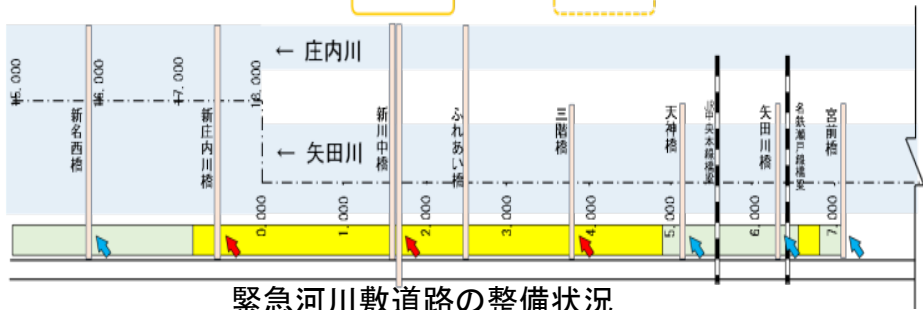 ← 庄内川
15.000
16.000
17.000
18.000
新名西橋
新庄内川橋
← 矢田川
新川中橋
ふれあい橋
三階橋
天神橋
JR中央本線橋梁
矢田川橋
名鉄瀬戸線橋梁
宮前橋
0.000
1.000
2.000
3.000
4.000
5.000
6.000
7.000
緊急河川敷道路の整備状況